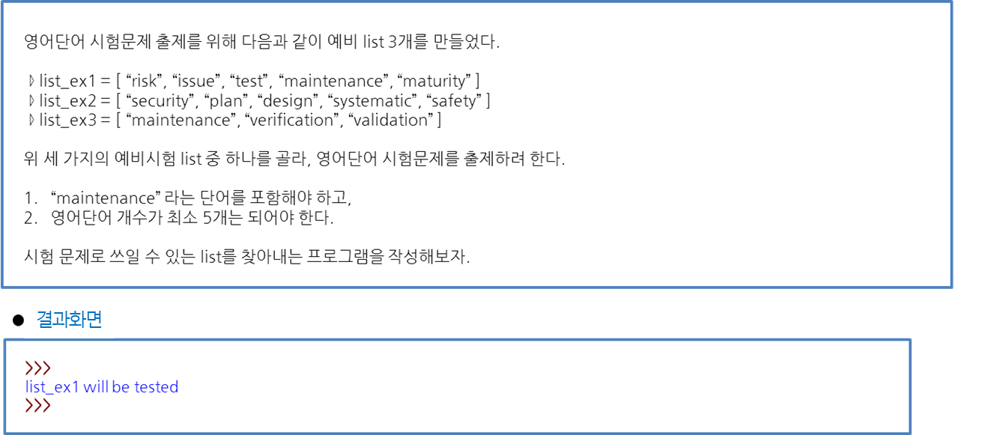 영어단어 시험문제 출제를 위해 다음과 같이 예비 list 3개를 만들었다.
▷ list_ex1 = [ “risk”, “issue”, “test”, “maintenance”, “maturity” ]
▷ list_ex2 = [ “security”, “plan”, “design”, “systematic”, “safety” ]
▷ list_ex3 = [ “maintenance”, “verification”, “validation” ]
위 세 가지의 예비시험 list 중 하나를 골라, 영어단어 시험문제를 출제하려 한다.
1. “maintenance” 라는 단어를 포함해야 하고,
2. 영어단어 개수가 최소 5개는 되어야 한다.
시험 문제로 쓰일 수 있는 list를 찾아내는 프로그램을 작성해보자.
● 결과화면
>>>
list_ex1 will be tested
>>>